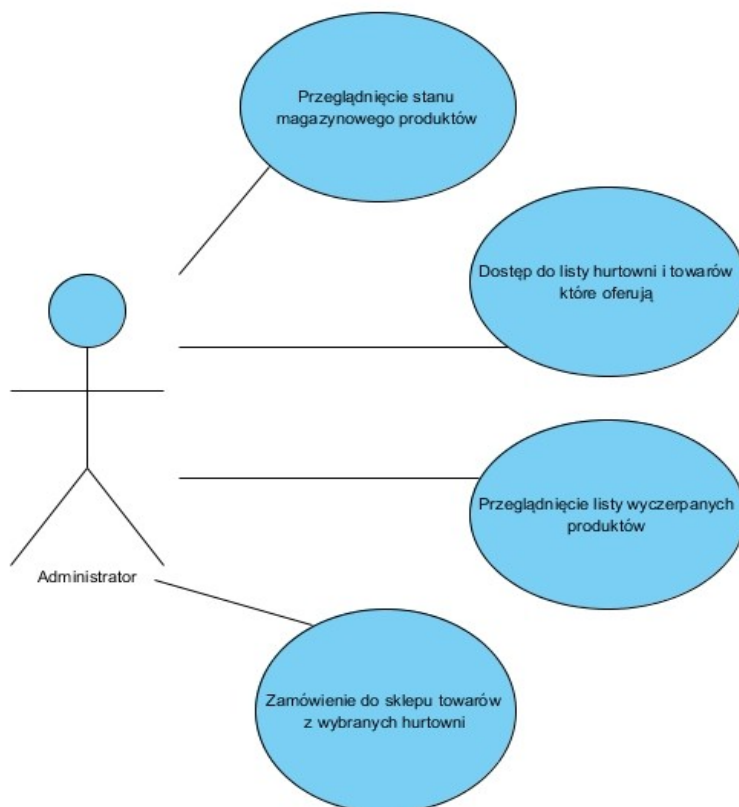 Przeglądnięcie stanu
magazynowego produktów
Dostęp do listy hurtowni i towarów
które oferują
Przeglądnięcie listy wyczerpanych
produktów
Administrator
Zamówienie do sklepu towarów
z wybranych hurtowni